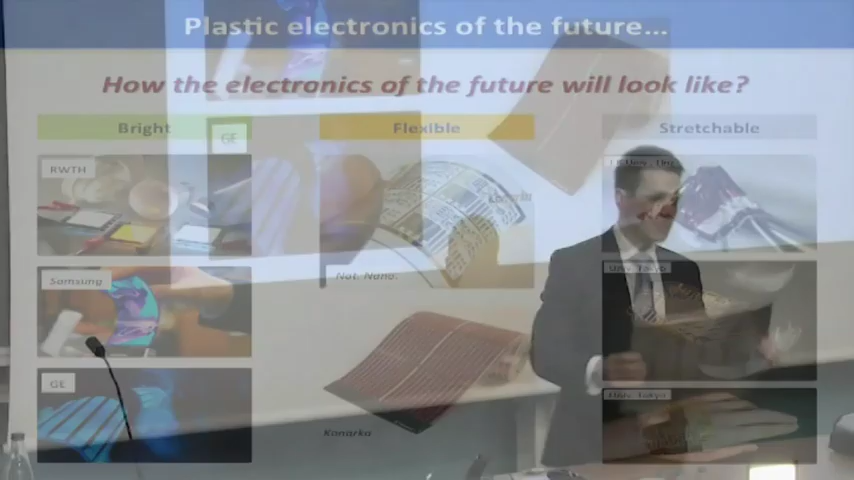 Plastic electronics of the future...
How the electronics of the future will look like?
Bright
Flexible
Stretchable
GE
RWTH
Konarka
Samsung
Nat. Nano.
Univ. Tokyo
GE
Univ. Tokyo
Konarka